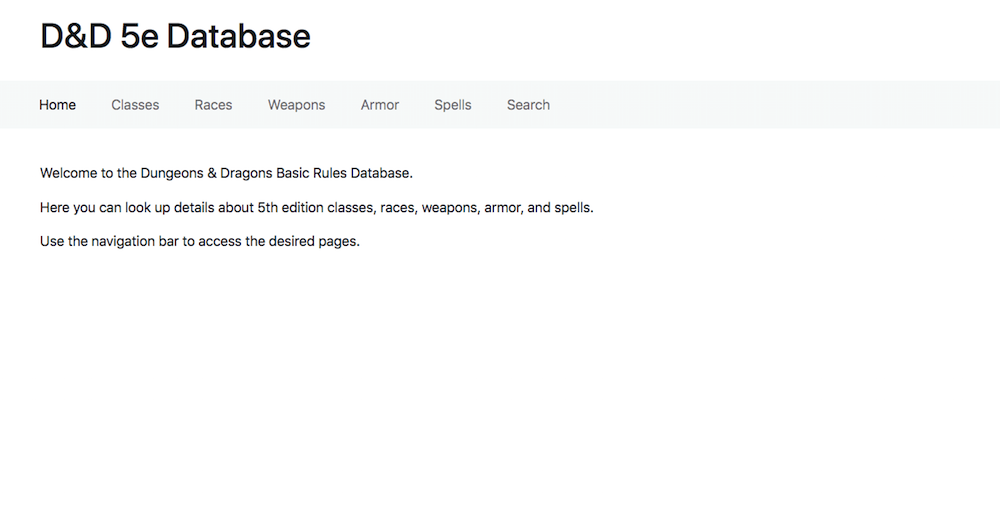 D&D 5e Database
Home Classes Races Weapons Armor Spells Search
Welcome to the Dungeons & Dragons Basic Rules Database.
Here you can look up details about 5th edition classes, races, weapons, armor, and spells.
Use the navigation bar to access the desired pages.